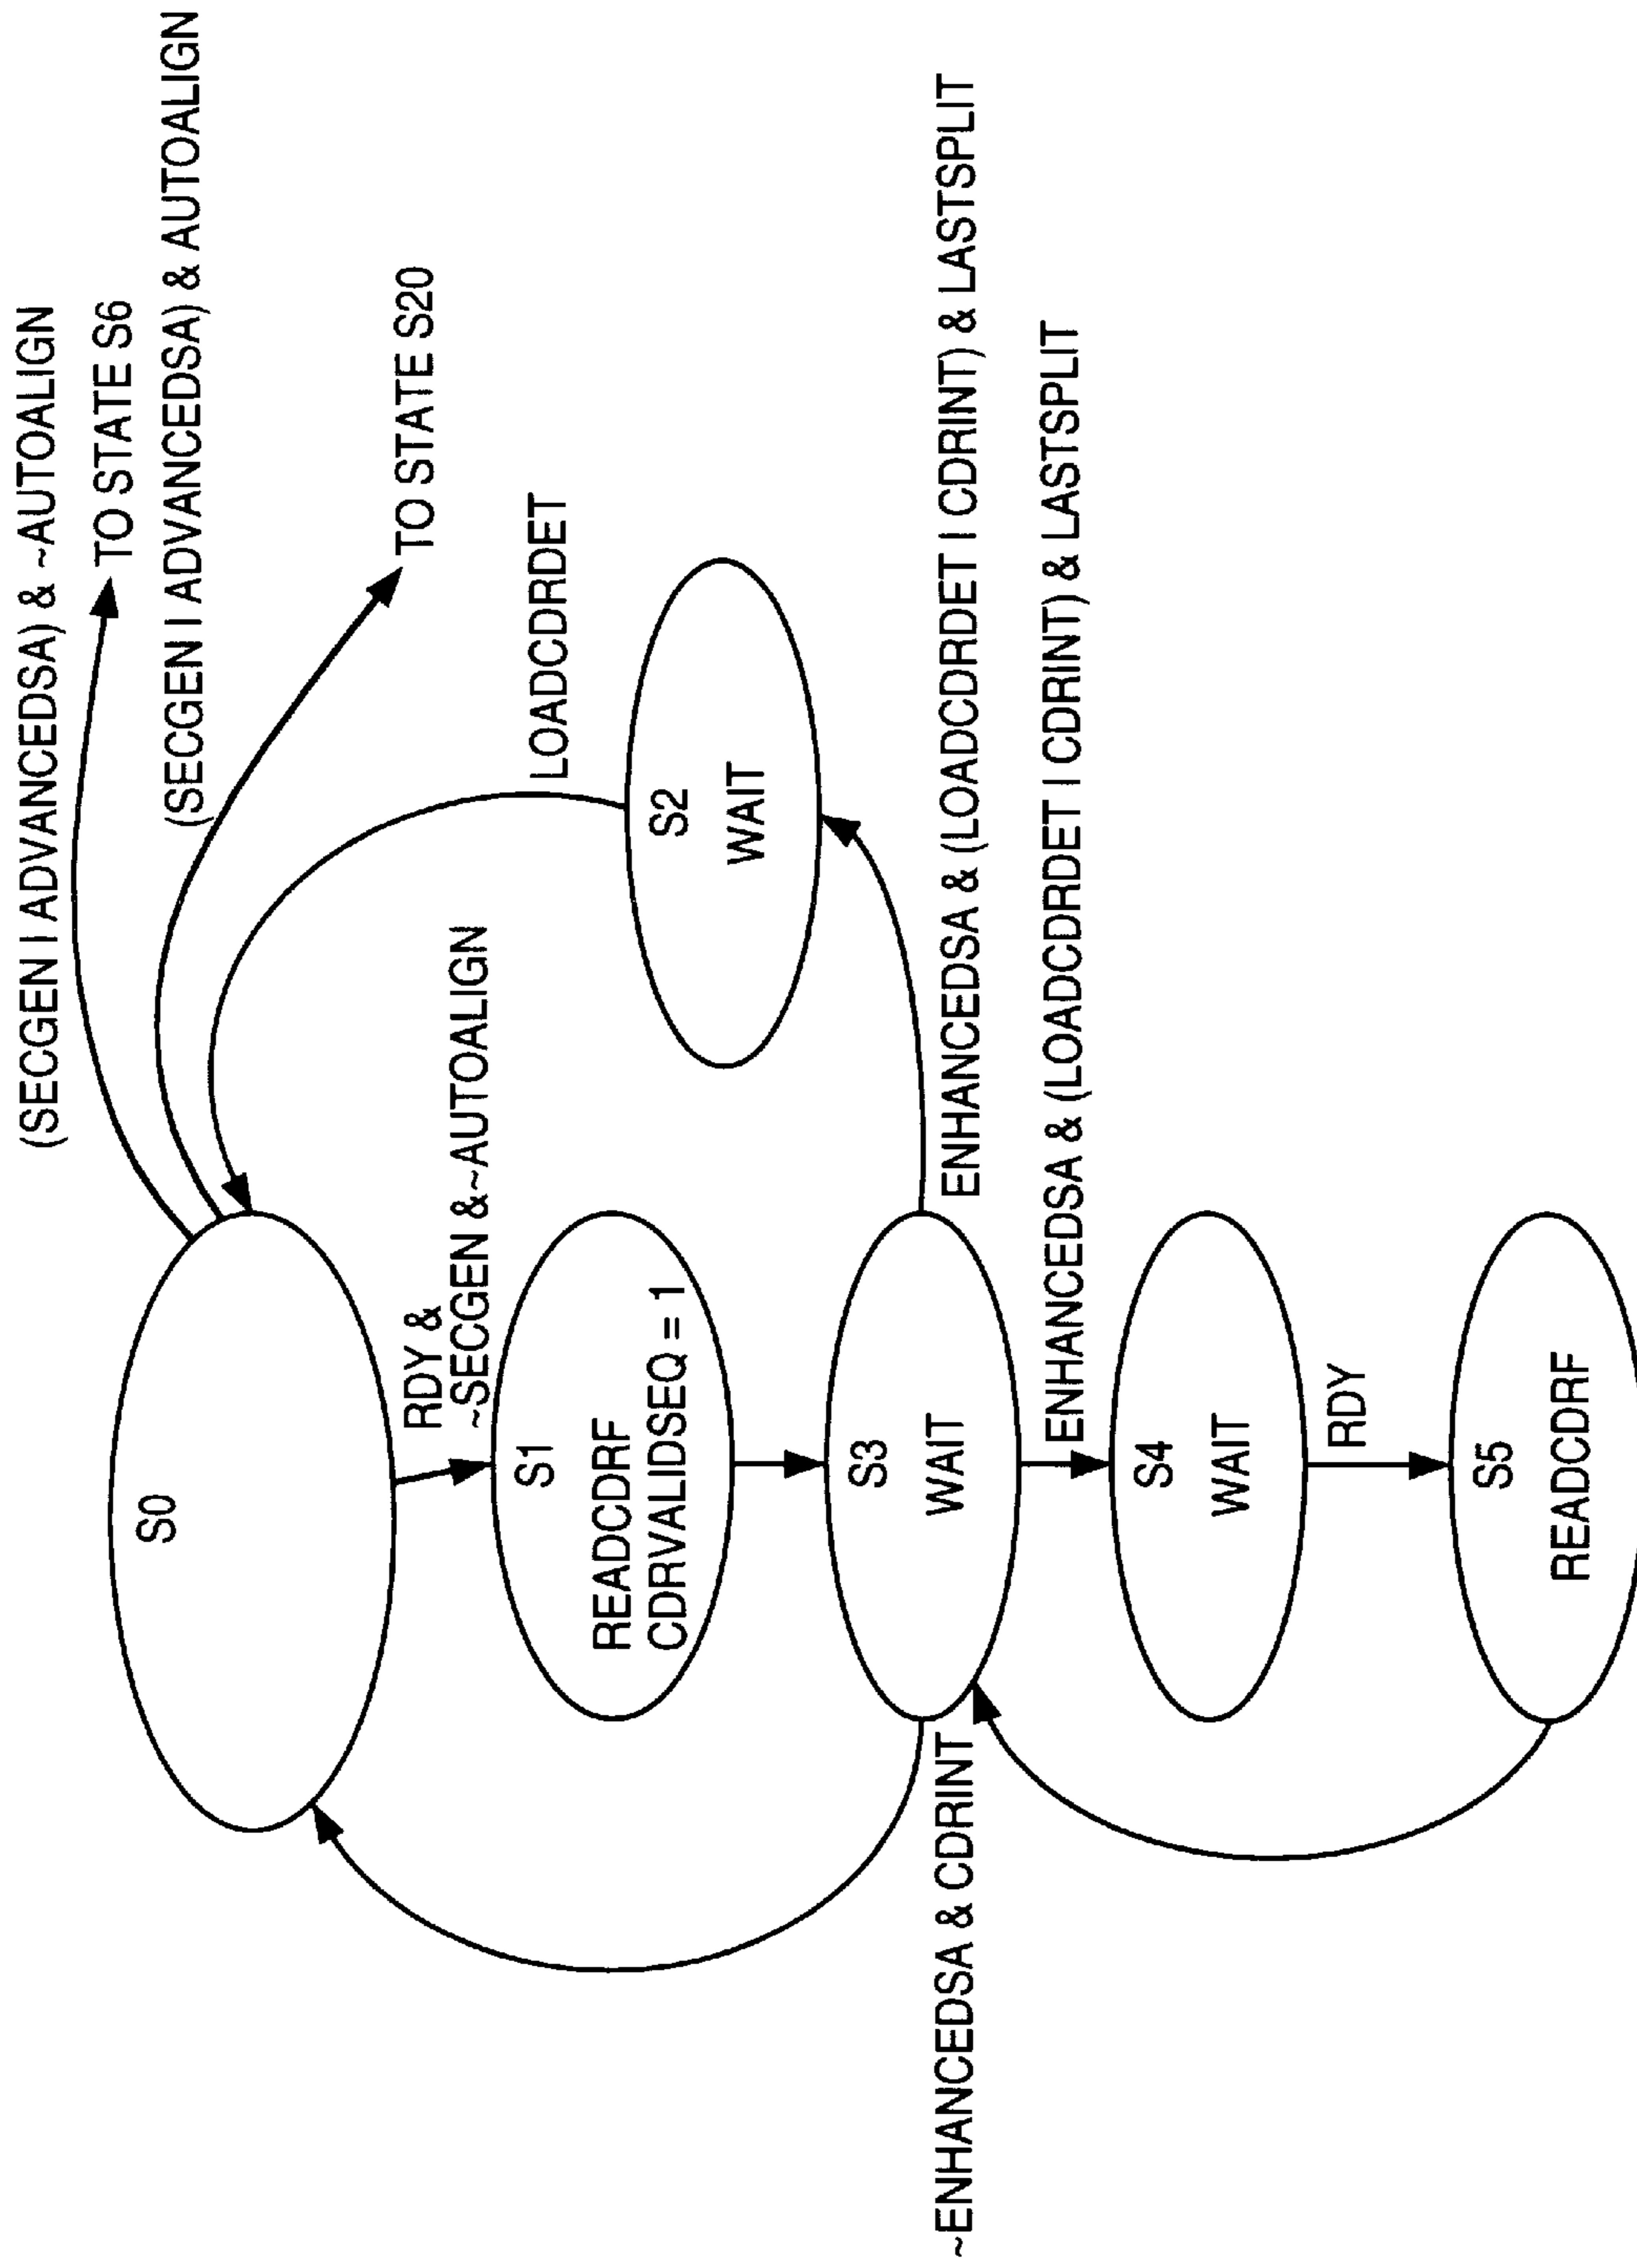 (SECGEN | ADVANCEDSA) & ~AUTOALIGN
TO STATE S6
(SECGEN | ADVANCEDSA) & AUTOALIGN
S0
TO STATE S20
RDY &
~SECGEN &~AUTOALIGN
LOADCDRDET
S1
READCDRF
CDRVALIDSEQ = 1
S2
WAIT
S3
WAIT
~ENHANCEDSA & CDRINT
ENHANCEDSA & (LOADCDRDET | CDRINT) & LASTSPLIT
ENHANCEDSA & (LOADCDRDET | CDRINT) & LASTSPLIT
S4
WAIT
RDY
S5
READCDRF